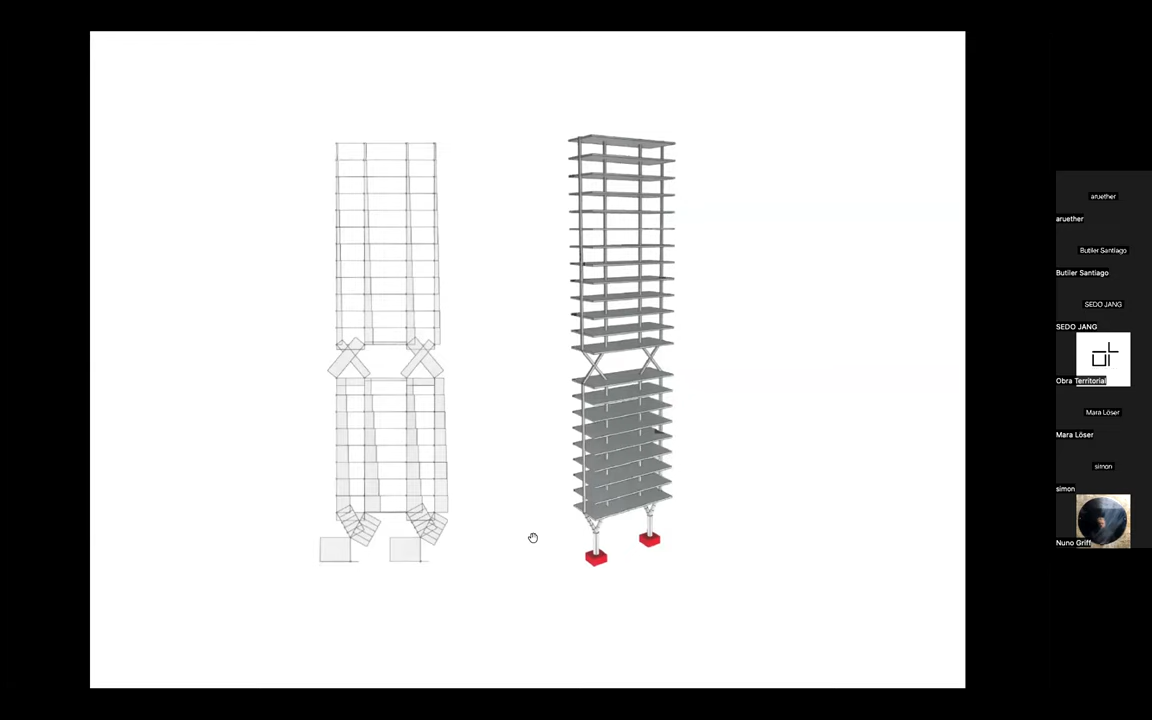 aruether
aruether
Butiler Santiago
Butiler Santiago
SEDO JANG
SEDO JANG
Obra Territorial
Mara Löser
Mara Löser
simon
simon
Nuno Griff